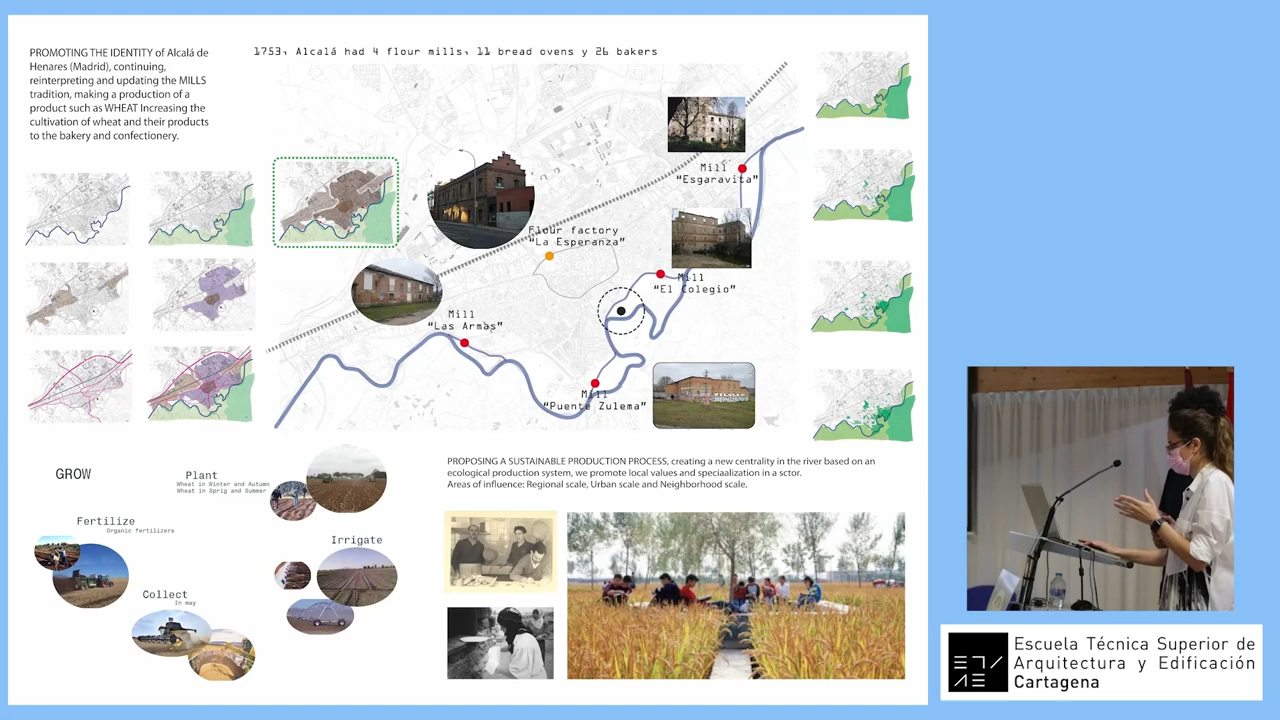 PROMOTING THE IDENTITY of Alcalá de
Henares (Madrid), continuing,
reinterpreting and updating the MILLS
tradition, making a production of a
product such as WHEAT Increasing the
cultivation of wheat and their products
to the bakery and confectionery.
1753, Alcalá had 4 flour mills, 11 bread ovens y 26 bakers
Mill
"Esgaravita"
Flour factory
"La Esperanza"
Mill
"El Colegio"
Mill
"Las Armas"
Mill
"Puente Zulema"
PROPOSING A SUSTAINABLE PRODUCTION PROCESS, creating a new centrality in the river based on an
ecological production system, we promote local values and speciaalization in a sctor.
Areas of influence: Regional scale, Urban scale and Neighborhood scale.
GROW
Plant
Wheat in Winter and Autumn
Wheat in Sprig and Summer
Fertilize
Organic fertilizers
Irrigate
Collect
In may
Escuela Técnica Superior de
Arquitectura y Edificación
Cartagena